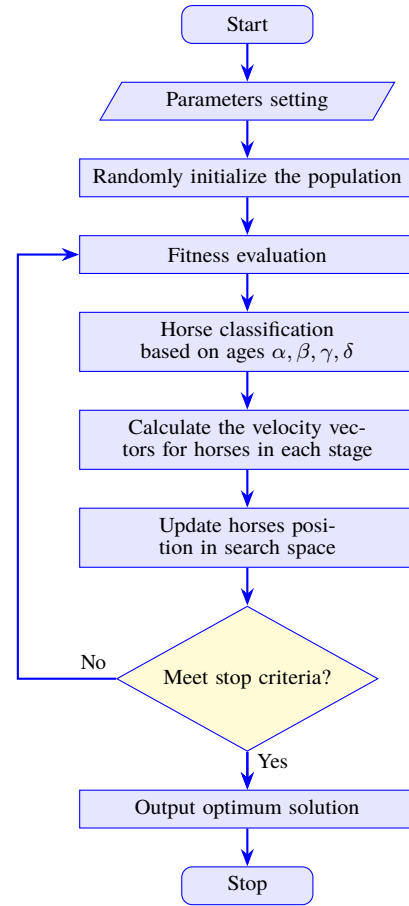 Start
Parameters setting
Randomly initialize the population
Fitness evaluation
Horse classification
based on ages α, β, γ, δ
Calculate the velocity vec-
tors for horses in each stage
Update horses posi-
tion in search space
No
Meet stop criteria?
Yes
Output optimum solution
Stop